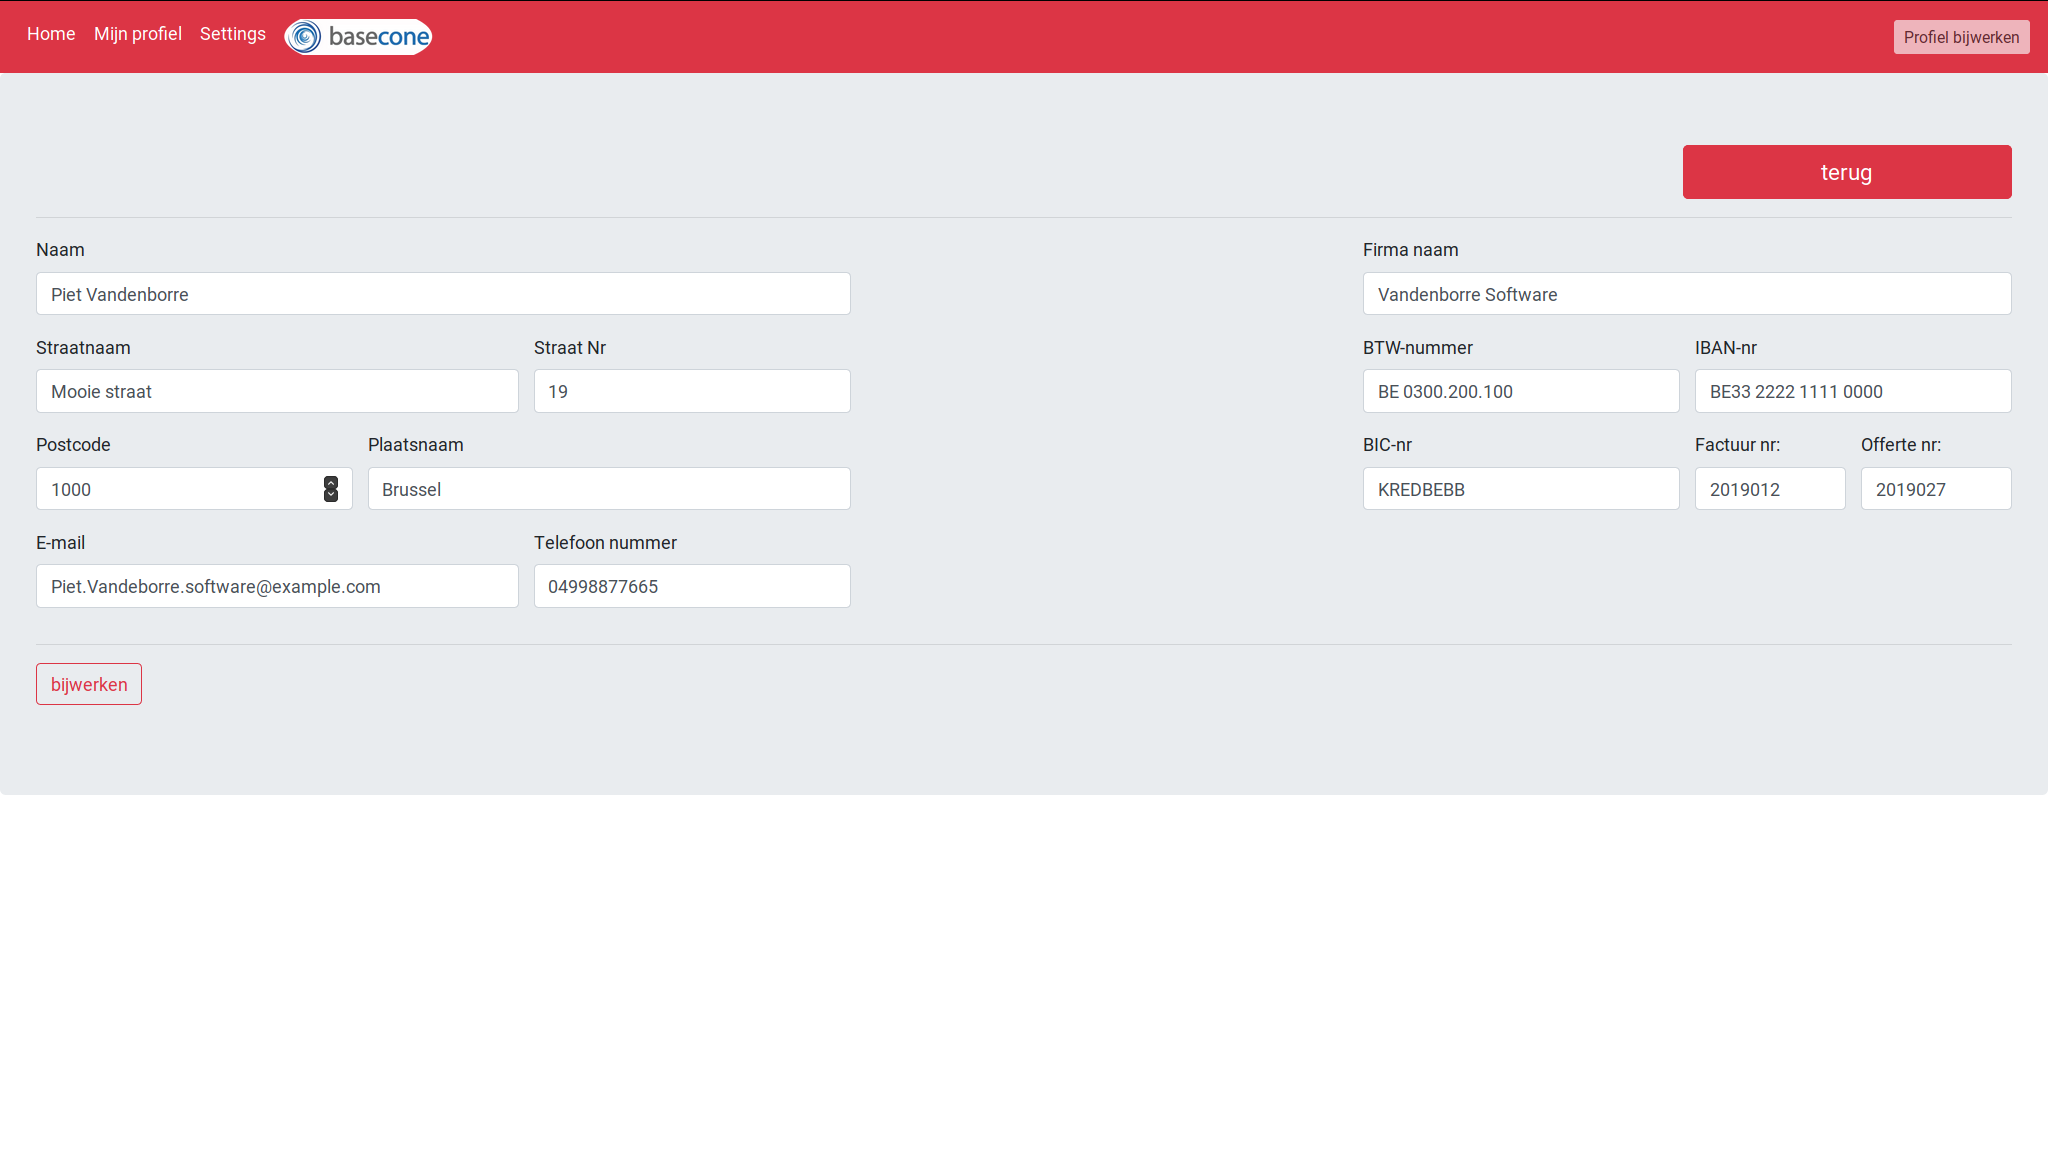 Home Mijn profiel Settings basecone Profiel bijwerken
terug
Naam
Piet Vandenborre
Straatnaam Straat Nr
Mooie straat 19
Postcode Plaatsnaam
1000 Brussel
E-mail Telefoon nummer
Piet.Vandeborre.software@example.com 04998877665
Firma naam
Vandenborre Software
BTW-nummer IBAN-nr
BE 0300.200.100 BE33 2222 1111 0000
BIC-nr Factuur nr: Offerte nr:
KREDBEBB 2019012 2019027
bijwerken